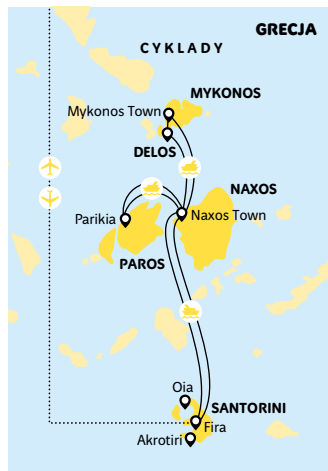 GRECJA
CYKLADY
MYKONOS
Mykonos Town
DELOS
NAXOS
Naxos Town
Parikia
PAROS
Oia
SANTORINI
Fira
Akrotiri